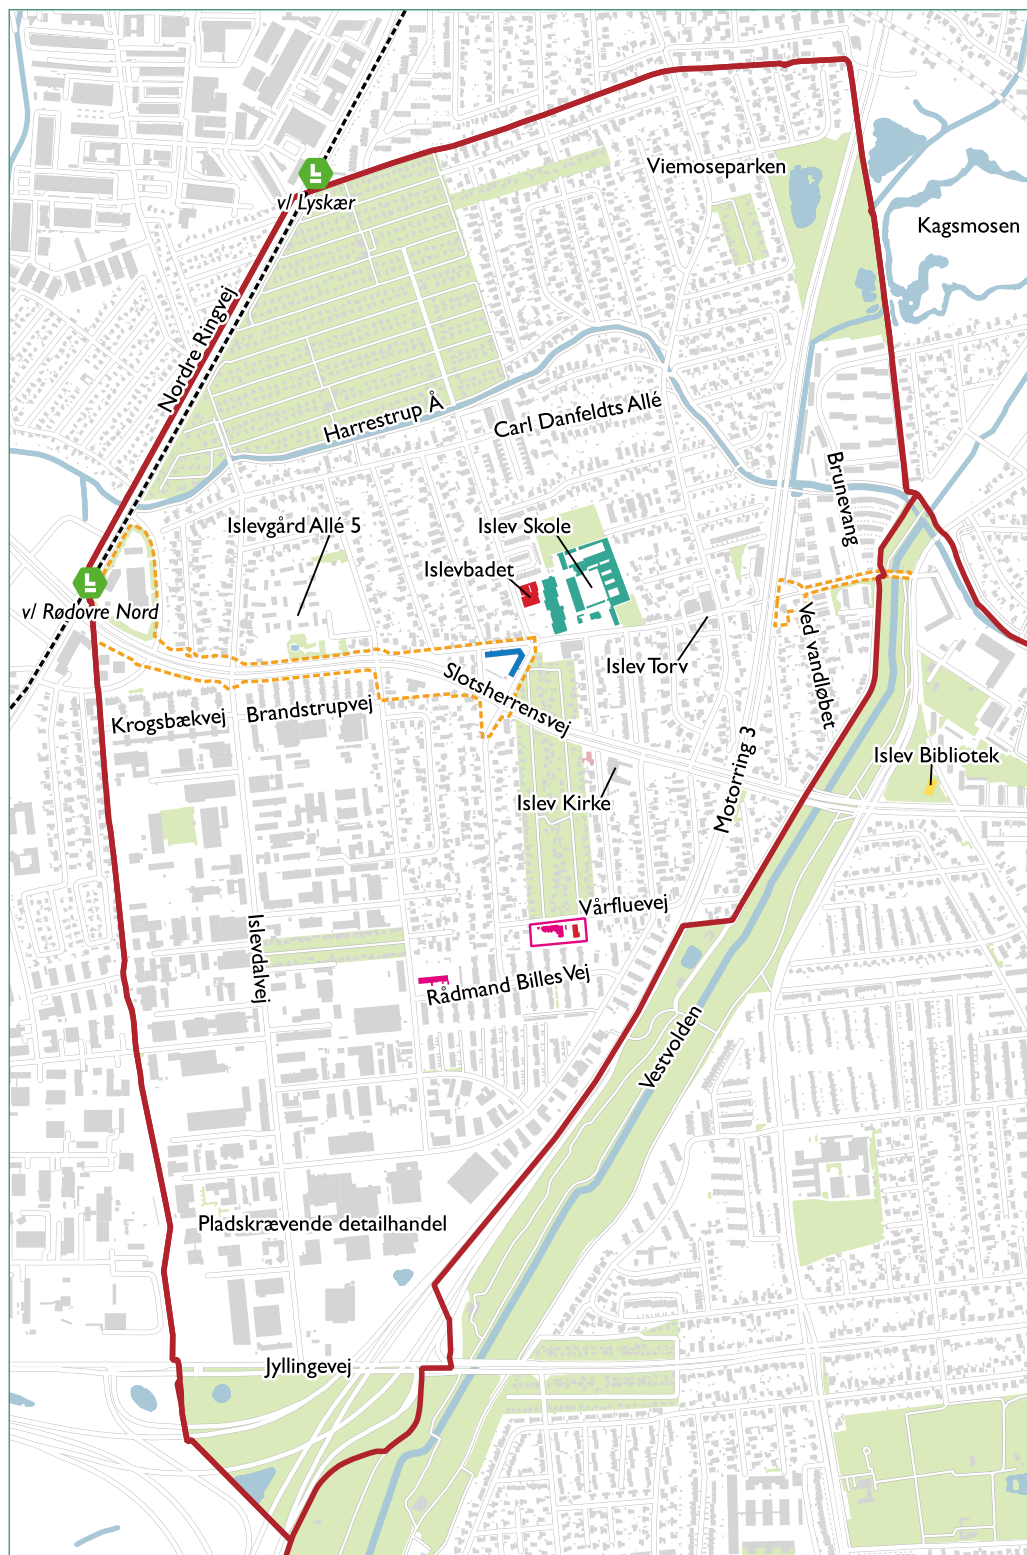 Viemoseparken
v/ Lyskær
Kagsmosen
Nordre Ringvej
Harrestrup Å
Carl Danfeldts Allé
Brunevang
Islevgård Allé 5
Islev Skole
Islevbadet
v/ Rødovre Nord
Ved vandløbet
Islev Torv
Slotsherrensvej
Krogsbækvej
Brandstrupvej
Motorring 3
Islev Bibliotek
Islev Kirke
Vårfluevej
Islevdalvej
Rådmand Billes Vej
Vestvolden
Pladskrævende detailhandel
Jyllingevej